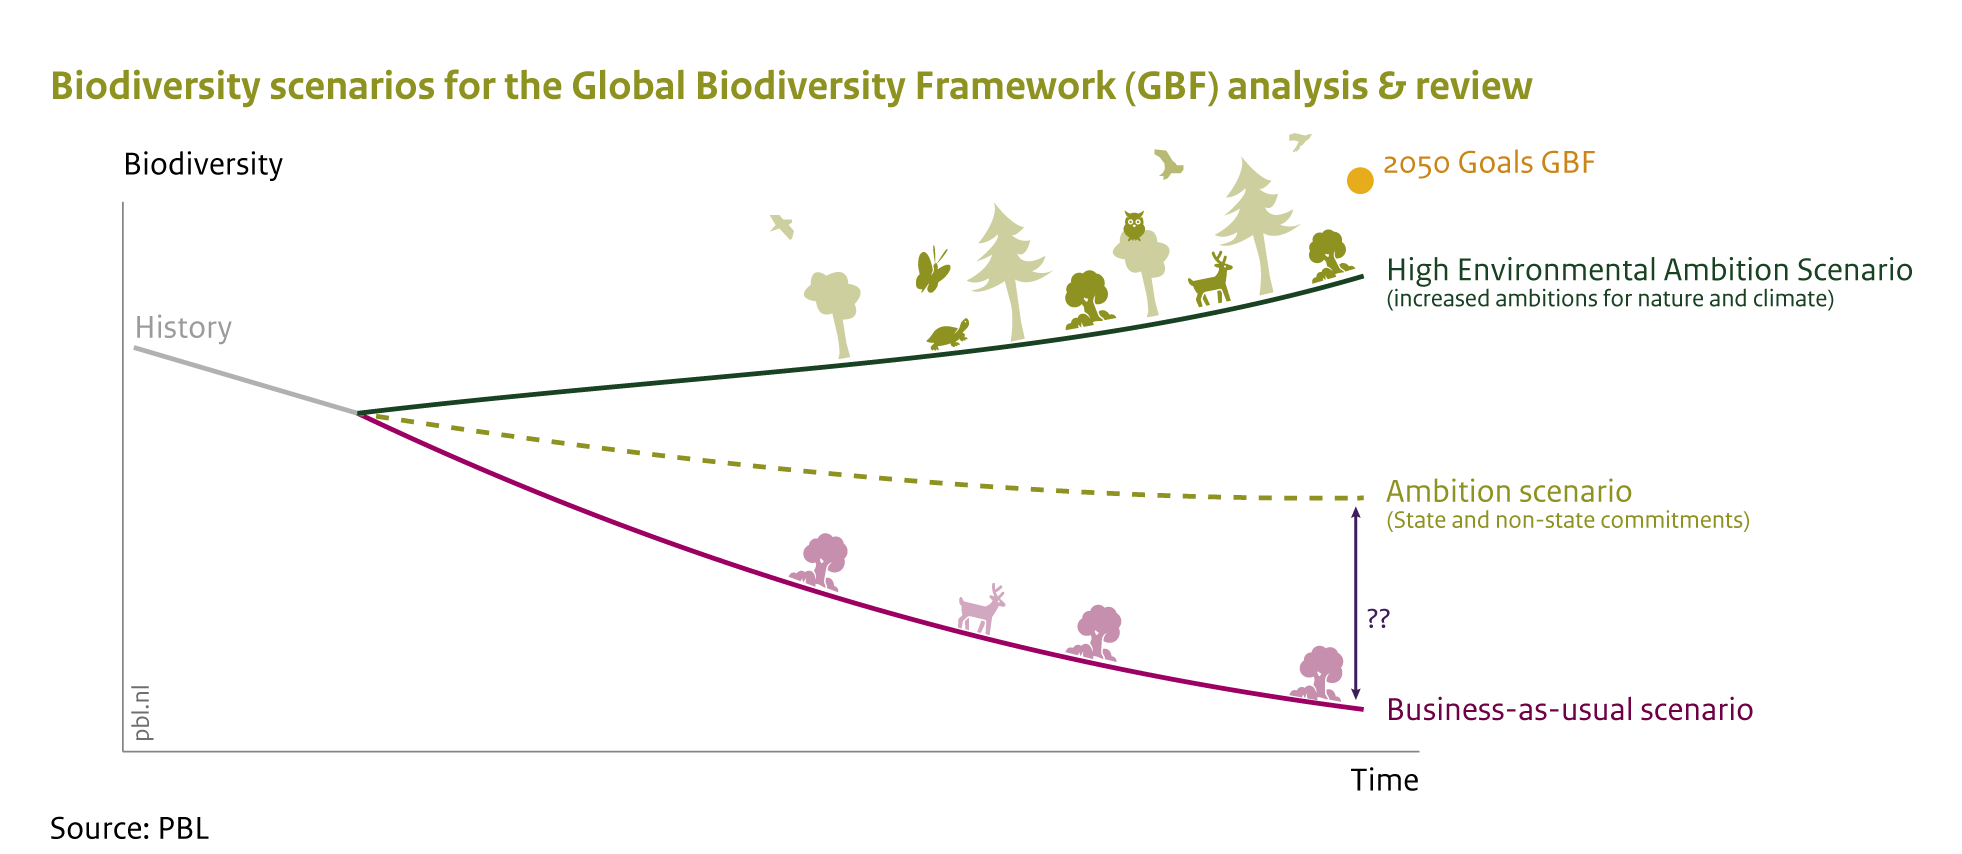 Biodiversity scenarios for the Global Biodiversity Framework (GBF) analysis & review
Biodiversity
2050 Goals GBF
High Environmental Ambition Scenario
(increased ambitions for nature and climate)
History
Ambition scenario
(State and non-state commitments)
??
Business-as-usual scenario
pbl.nl
Time
Source: PBL